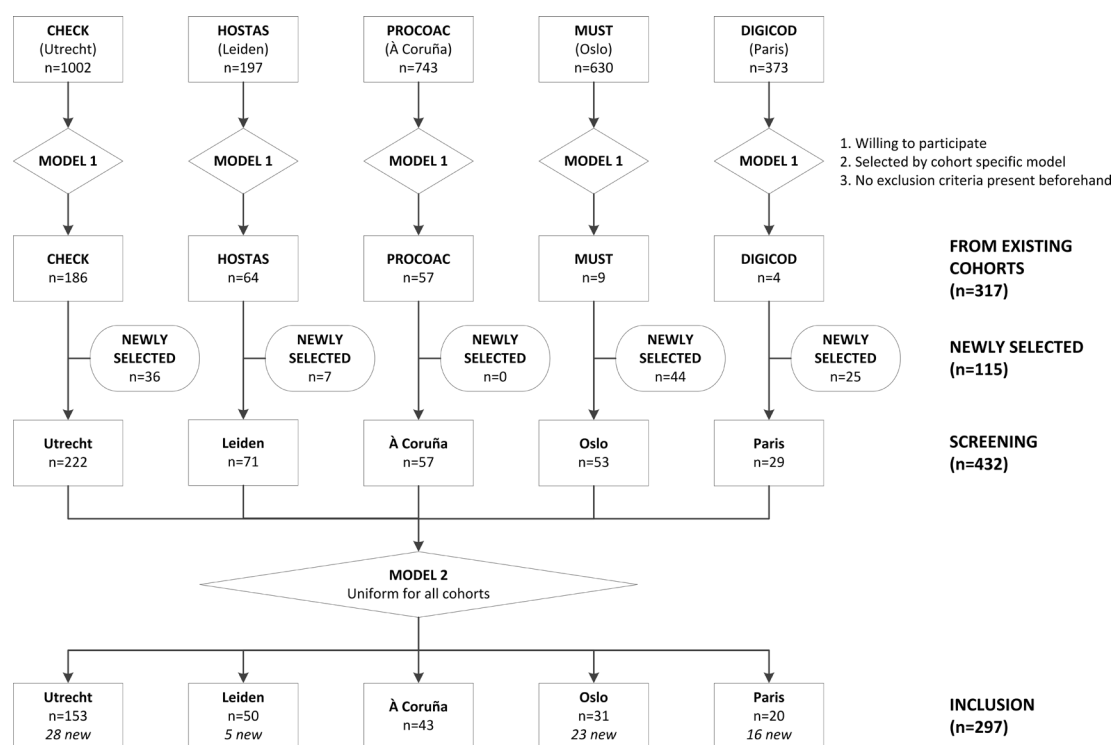 CHECK
(Utrecht)
n=1002
HOSTAS
(Leiden)
n=197
PROCOAC
(À Coruña)
n=743
MUST
(Oslo)
n=630
DIGICOD
(Paris)
n=373
MODEL 1
MODEL 1
MODEL 1
MODEL 1
MODEL 1
1. Willing to participate
2. Selected by cohort specific model
3. No exclusion criteria present beforehand
CHECK
n=186
HOSTAS
n=64
PROCOAC
n=57
MUST
n=9
DIGICOD
n=4
FROM EXISTING
COHORTS
(n=317)
NEWLY
SELECTED
n=36
NEWLY
SELECTED
n=7
NEWLY
SELECTED
n=0
NEWLY
SELECTED
n=44
NEWLY
SELECTED
n=25
NEWLY SELECTED
(n=115)
Utrecht
n=222
Leiden
n=71
À Coruña
n=57
Oslo
n=53
Paris
n=29
SCREENING
(n=432)
MODEL 2
Uniform for all cohorts
Utrecht
n=153
28 new
Leiden
n=50
5 new
À Coruña
n=43
Oslo
n=31
23 new
Paris
n=20
16 new
INCLUSION
(n=297)